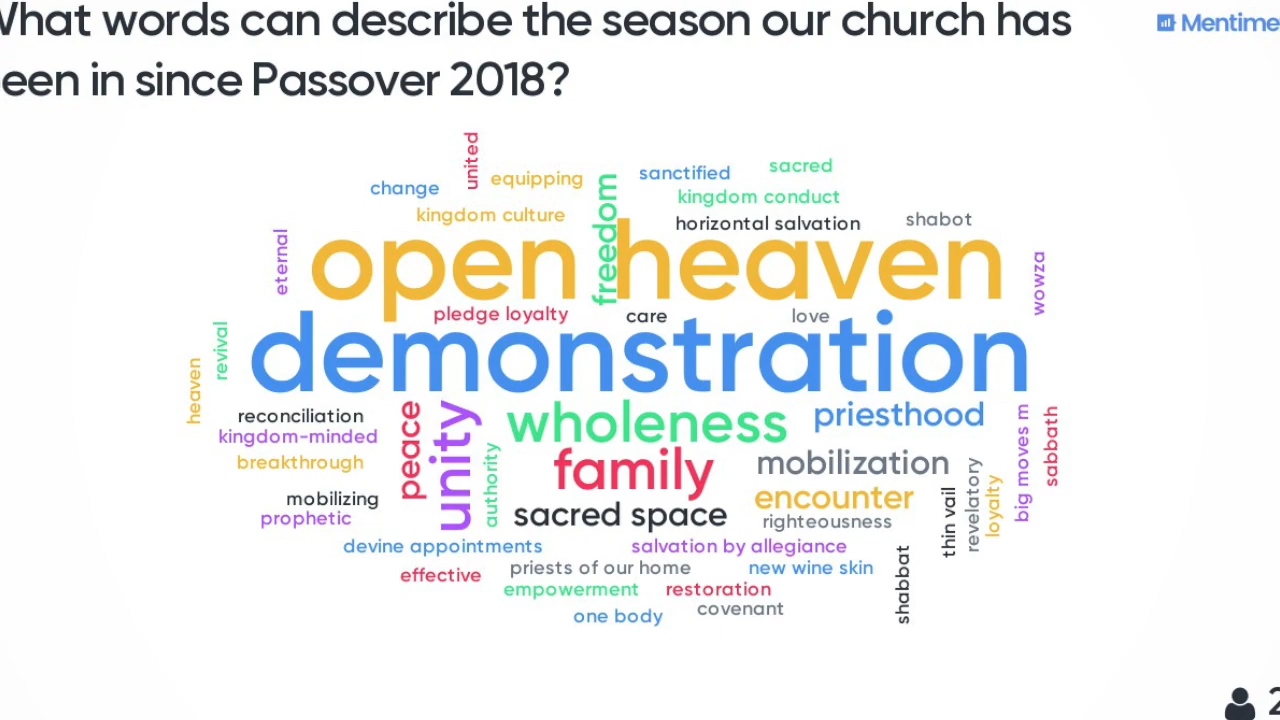 What words can describe the season our church has
een in since Passover 2018?
Mentime
united
change
equipping
sanctified
sacred
kingdom culture
freedom
kingdom conduct
horizontal salvation
shabot
eternal
open heaven
wowza
pledge loyalty
care
love
demonstration
revival
heaven
reconciliation
kingdom-minded
breakthrough
peace
unity
wholeness
priesthood
family
mobilization
authority
encounter
sacred space
righteousness
mobilizing
prophetic
thin vail
revelatory
loyalty
big moves m
sabbath
devine appointments
salvation by allegiance
effective
priests of our home
new wine skin
empowerment
restoration
shabbat
one body
covenant
2